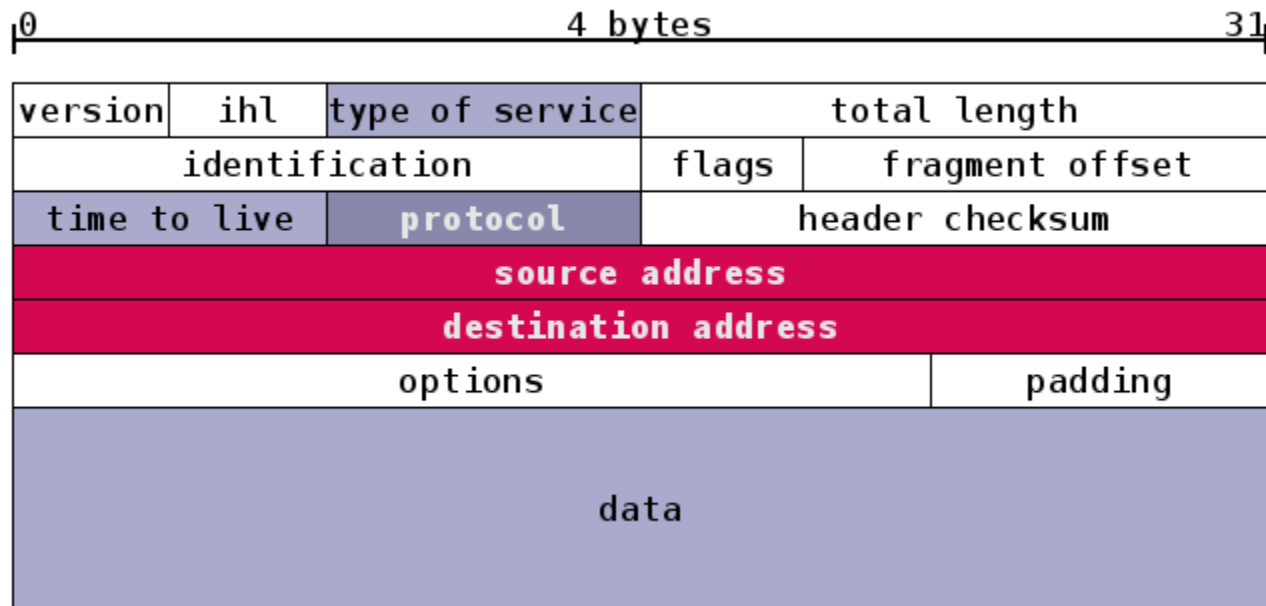 0 4 bytes 31
version ihl type of service total length
identification flags fragment offset
time to live protocol header checksum
source address
destination address
options padding
data